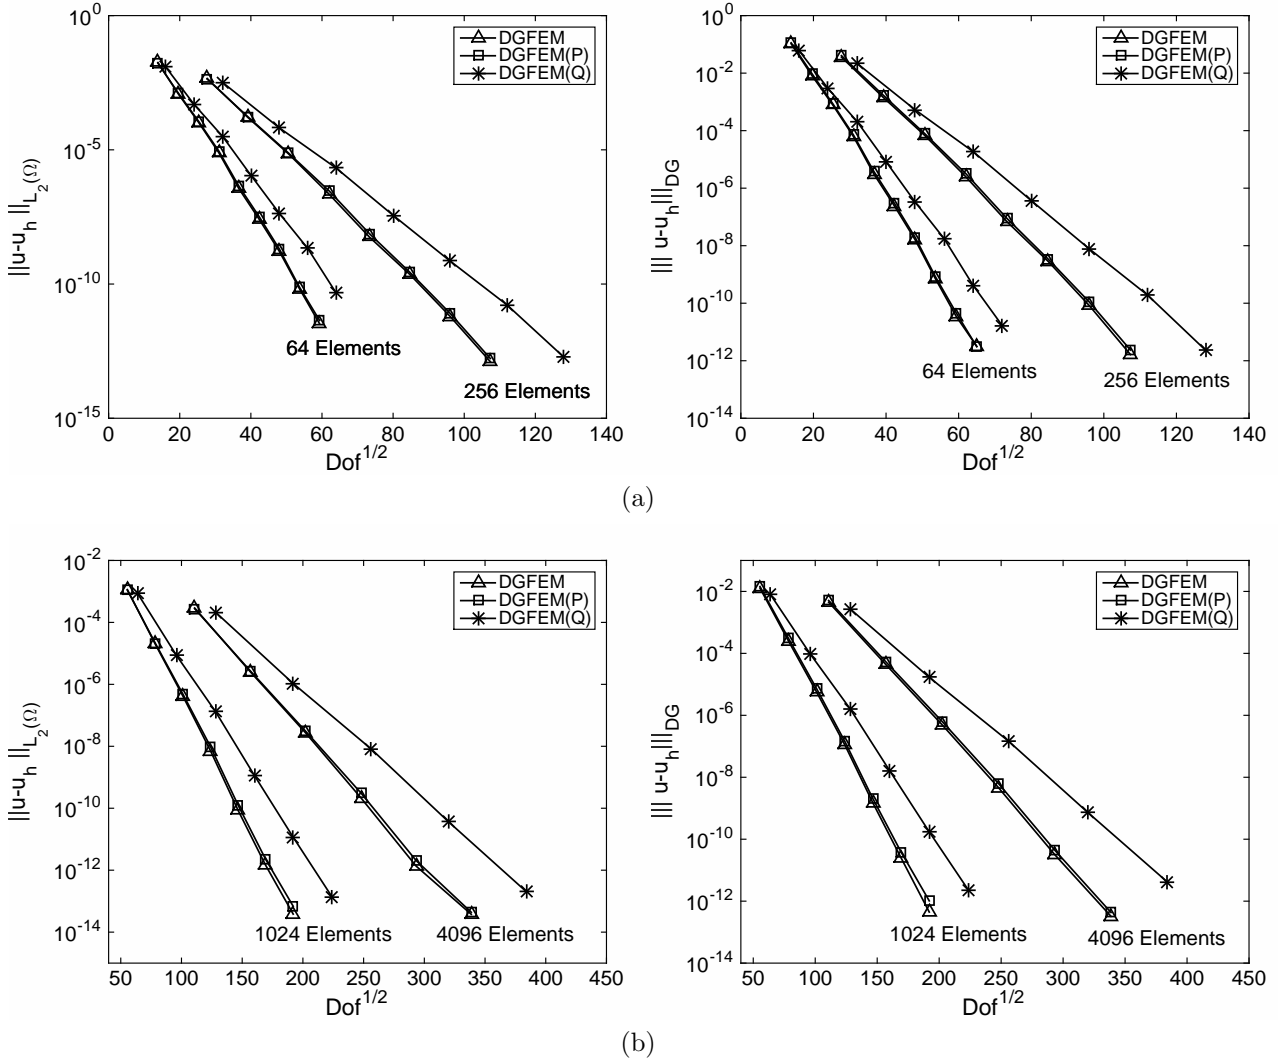 10^0
10^-5
10^-10
10^-15
||u-u_h||_{L_2(Ω)}
DGFEM
DGFEM(P)
DGFEM(Q)
64 Elements
256 Elements
0 20 40 60 80 100 120 140
Dof^{1/2}
10^0
10^-2
10^-4
10^-6
10^-8
10^-10
10^-12
10^-14
||| u-u_h|||_{DG}
DGFEM
DGFEM(P)
DGFEM(Q)
64 Elements
256 Elements
0 20 40 60 80 100 120 140
Dof^{1/2}
(a)
10^-2
10^-4
10^-6
10^-8
10^-10
10^-12
10^-14
||u-u_h||_{L_2(Ω)}
DGFEM
DGFEM(P)
DGFEM(Q)
1024 Elements
4096 Elements
50 100 150 200 250 300 350 400 450
Dof^{1/2}
10^-2
10^-4
10^-6
10^-8
10^-10
10^-12
10^-14
||| u-u_h|||_{DG}
DGFEM
DGFEM(P)
DGFEM(Q)
1024 Elements
4096 Elements
50 100 150 200 250 300 350 400 450
Dof^{1/2}
(b)